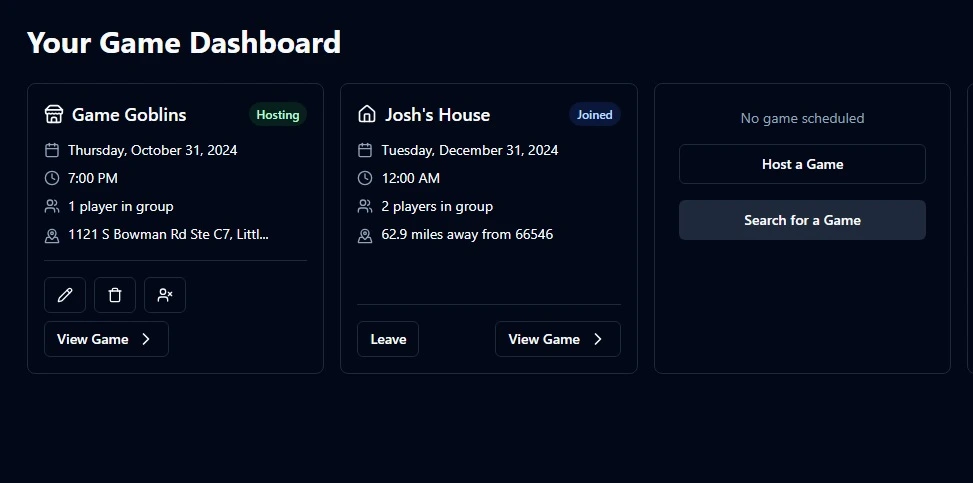 Your Game Dashboard
Game Goblins
Hosting
Thursday, October 31, 2024
7:00 PM
1 player in group
1121 S Bowman Rd Ste C7, Littl...
View Game
Josh's House
Joined
Tuesday, December 31, 2024
12:00 AM
2 players in group
62.9 miles away from 66546
Leave
View Game
No game scheduled
Host a Game
Search for a Game